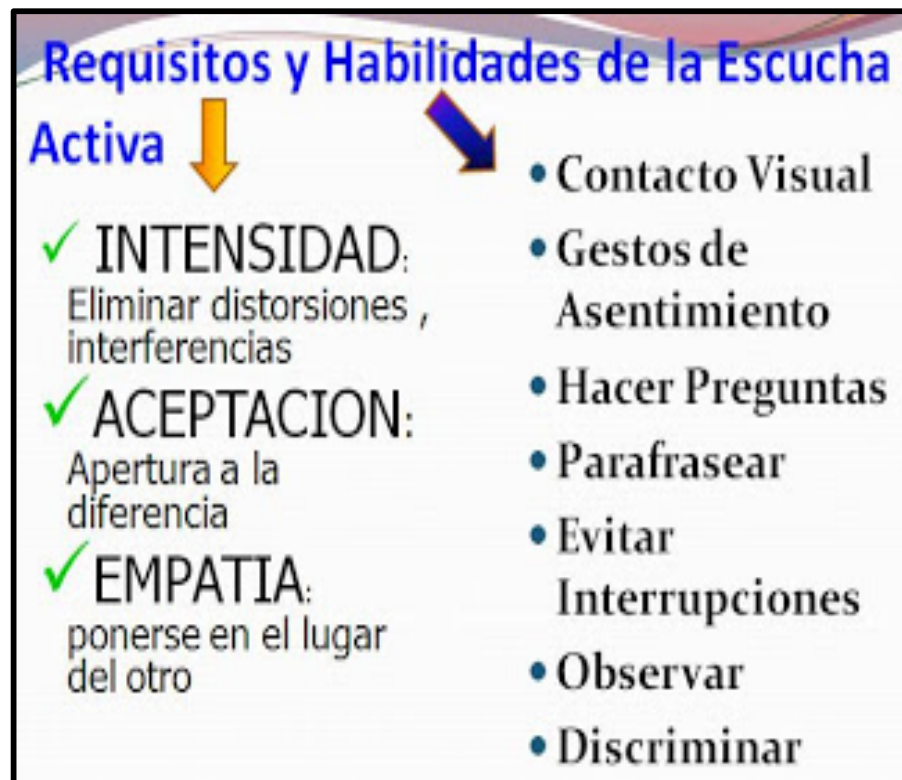 Requisitos y Habilidades de la Escucha
Activa
✓ INTENSIDAD:
Eliminar distorsiones ,
interferencias
✓ ACEPTACION:
Apertura a la
diferencia
✓ EMPATIA:
ponerse en el lugar
del otro
• Contacto Visual
• Gestos de
Asentimiento
• Hacer Preguntas
• Parafrasear
• Evitar
Interrupciones
• Observar
• Discriminar